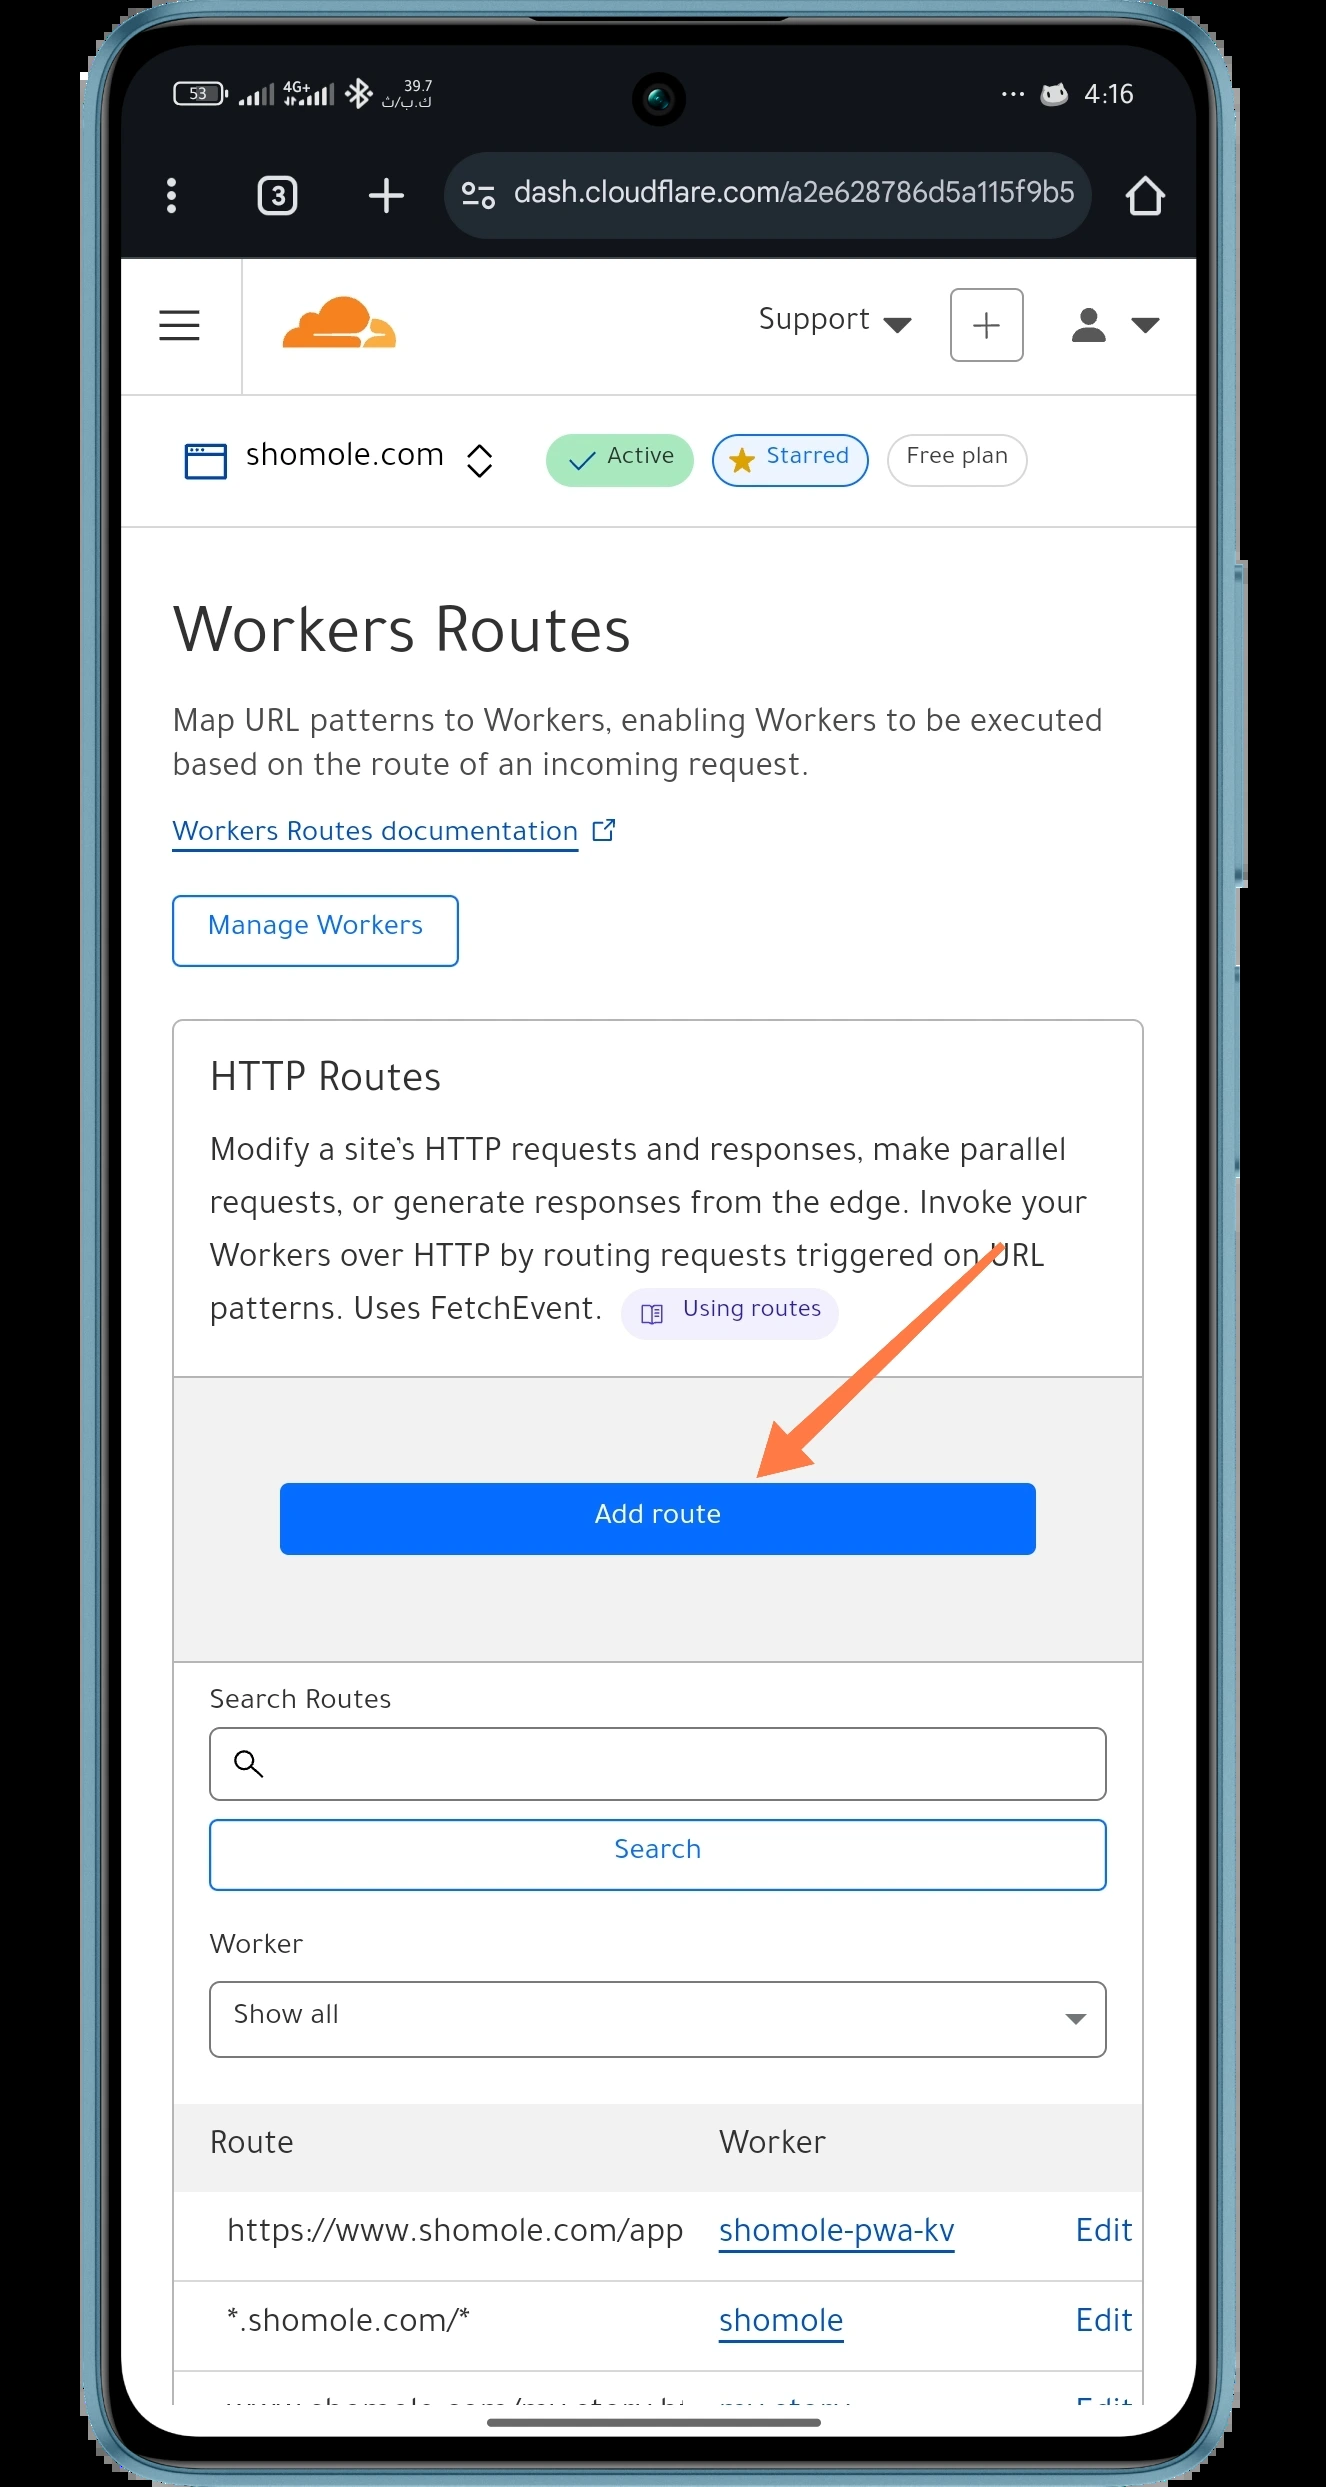 53
4G+
39.7
ك.ب/ث
4:16
3
dash.cloudflare.com/a2e628786d5a115f9b5
Support
shomole.com
Active
Starred
Free plan
Workers Routes
Map URL patterns to Workers, enabling Workers to be executed
based on the route of an incoming request.
Workers Routes documentation
Manage Workers
HTTP Routes
Modify a site's HTTP requests and responses, make parallel
requests, or generate responses from the edge. Invoke your
Workers over HTTP by routing requests triggered on URL
patterns. Uses FetchEvent.
Using routes
Add route
Search Routes
Search
Worker
Show all
Route Worker
https://www.shomole.com/app shomole-pwa-kv Edit
*.shomole.com/* shomole Edit